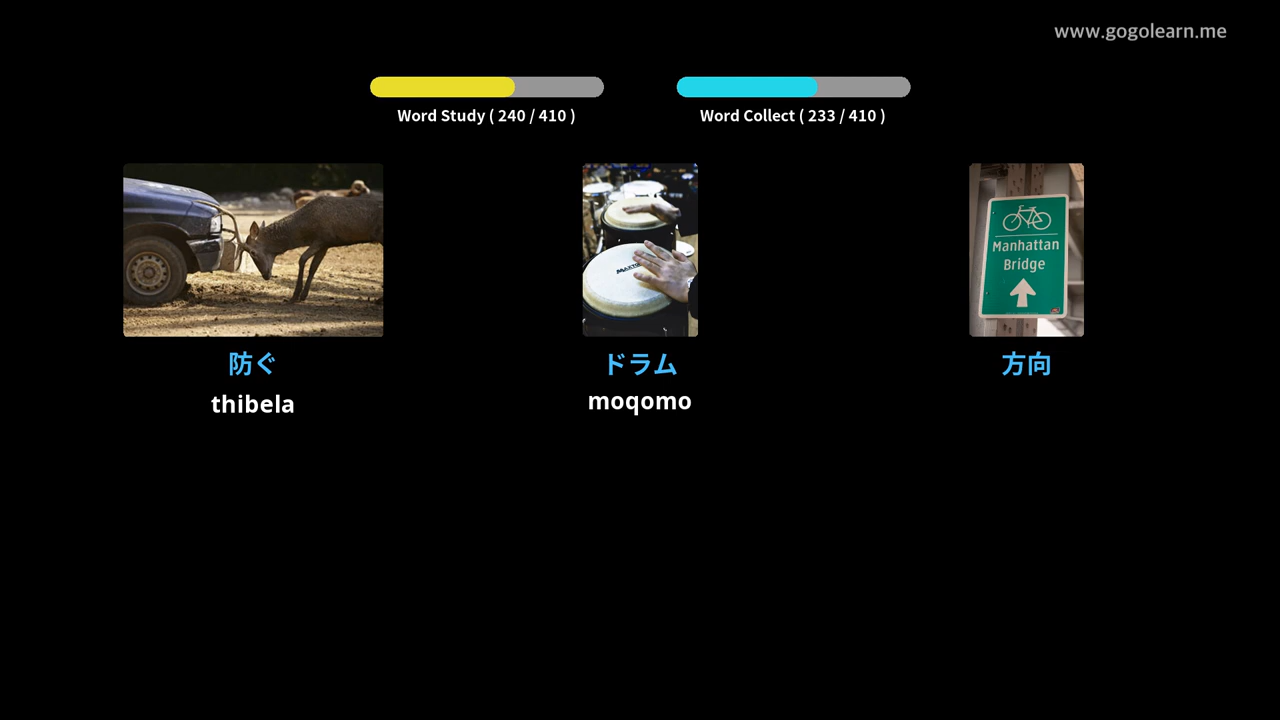 www.gogolearn.me
Word Study ( 240 / 410 )
Word Collect ( 233 / 410 )
Manhattan
Bridge
防ぐ
ドラム
方向
thibela
moqomo